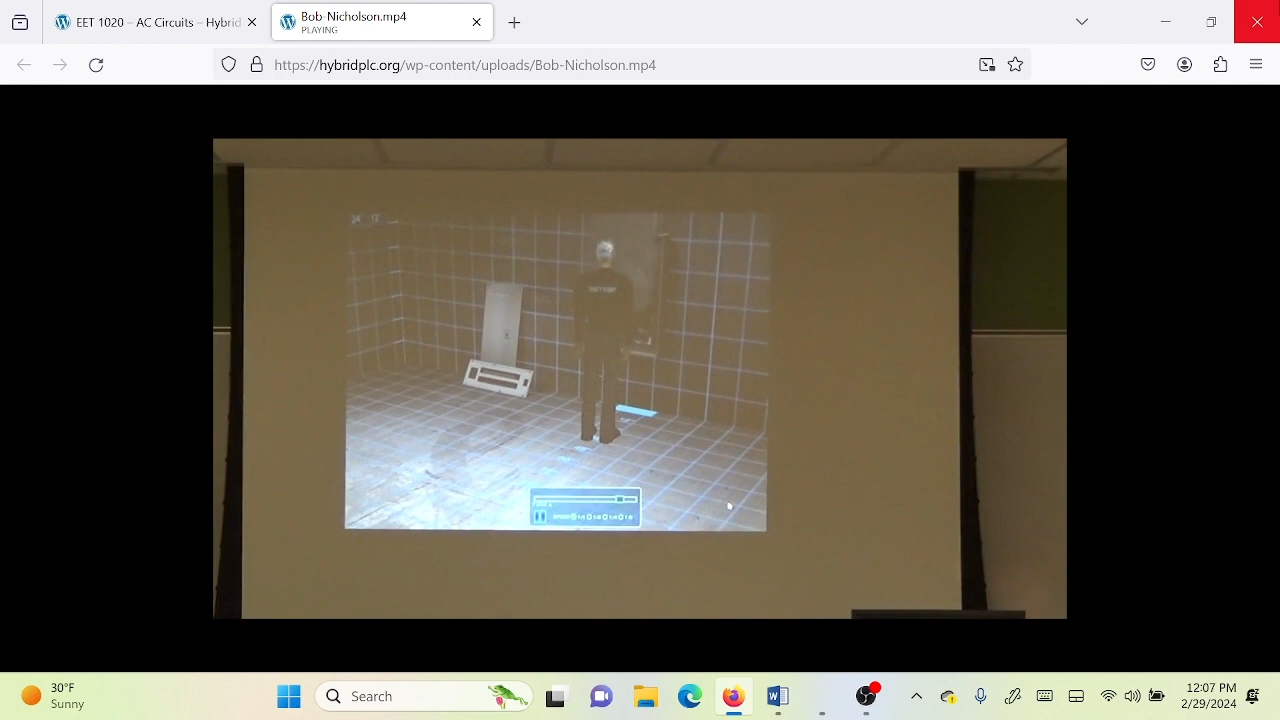 EET 1020 – AC Circuits – Hybrid
Bob-Nicholson.mp4
PLAYING
https://hybridplc.org/wp-content/uploads/Bob-Nicholson.mp4
30°F
Sunny
Search
12:07 PM
2/29/2024